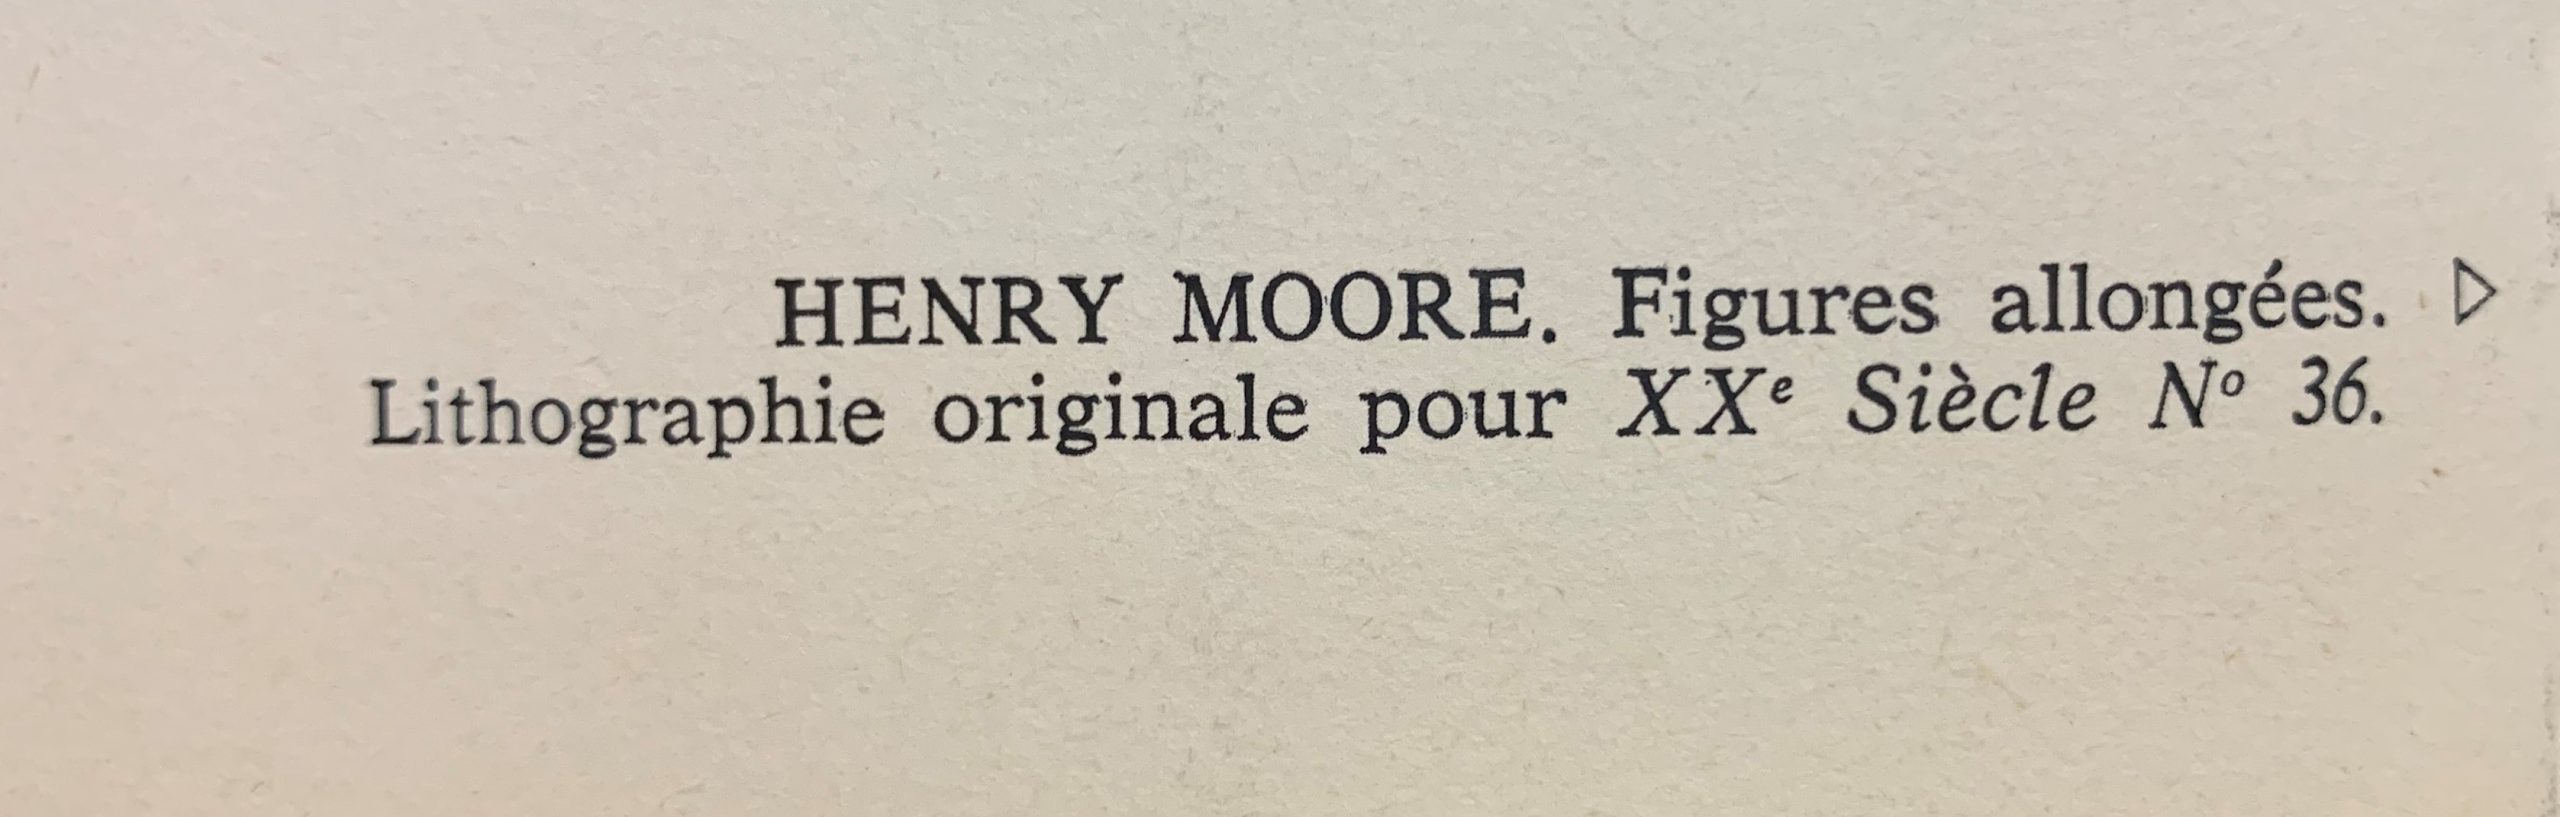 HENRY MOORE. Figures allongées. ▷
Lithographie originale pour XXᵉ Siècle Nº 36.